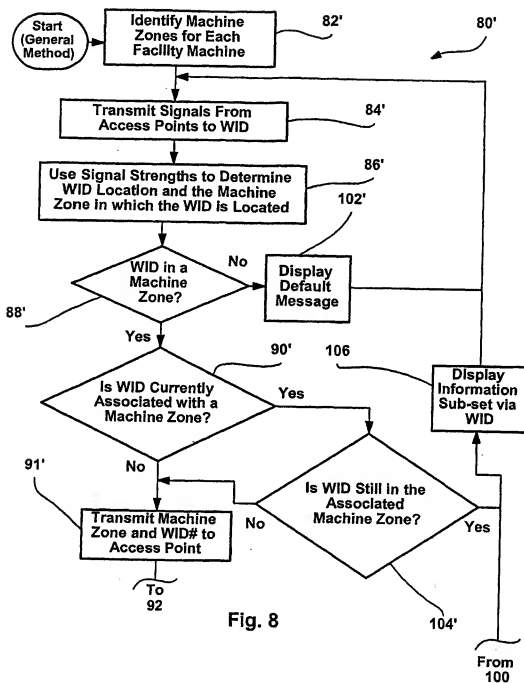 Start
(General
Method)
Identify Machine
Zones for Each
Facility Machine
82'
80'
Transmit Signals From
Access Points to WID
84'
Use Signal Strengths to Determine
WID Location and the Machine
Zone in which the WID is Located
86'
102'
WID in a
Machine
Zone?
No
Display
Default
Message
88'
Yes
90'
106
Is WID Currently
Associated with a
Machine Zone?
Yes
Display
Information
Sub-set via
WID
No
91'
Transmit Machine
Zone and WID# to
Access Point
No
Is WID Still in the
Associated
Machine Zone?
Yes
To
92
104'
Fig. 8
From
100